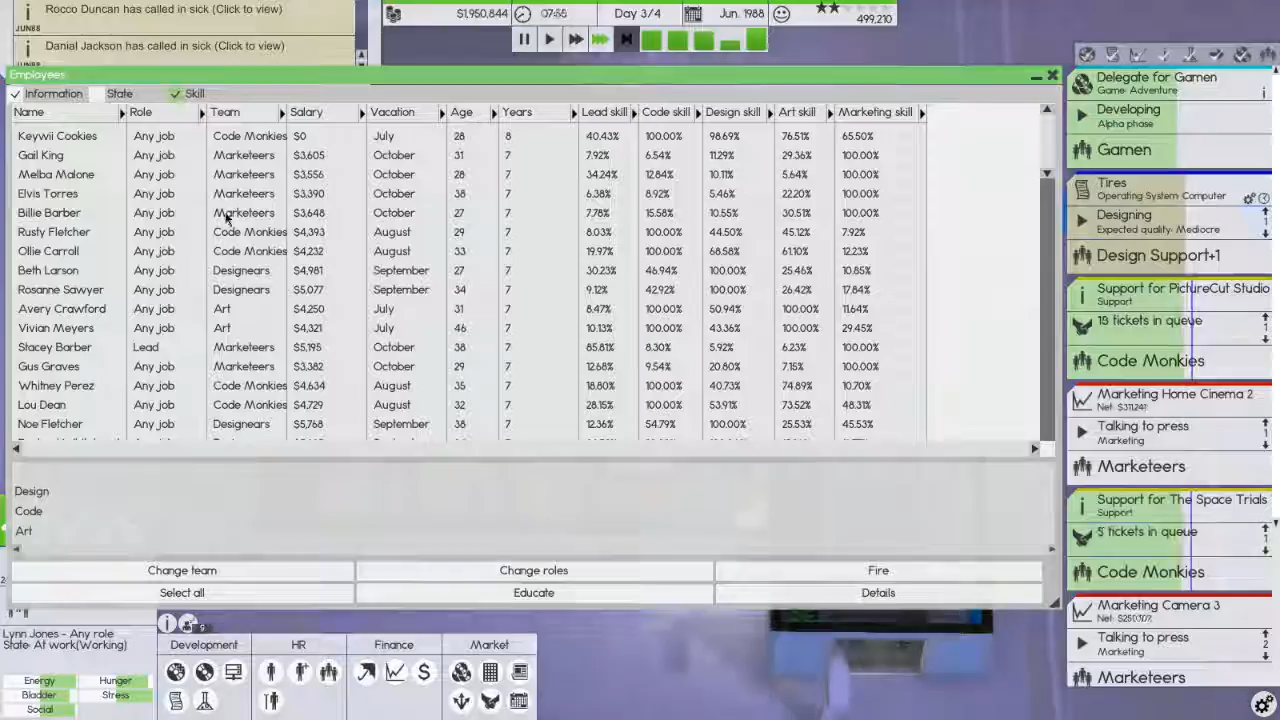 Rocco Duncan has called in sick (Click to view)
JUN88
Danial Jackson has called in sick (Click to view)
JUN88
$1,950,844 07:55 Day 3/4 Jun. 1988 499,210
Employees
Information State Skill
Name Role Team Salary Vacation Age Years Lead skill Code skill Design skill Art skill Marketing skill
Keywii Cookies Any job Code Monkies $0 July 28 8 40.43% 100.00% 98.69% 76.51% 65.50%
Gail King Any job Marketeers $3,605 October 31 7 7.92% 6.54% 11.29% 29.36% 100.00%
Melba Malone Any job Marketeers $3,556 October 28 7 34.24% 12.84% 10.11% 5.64% 100.00%
Elvis Torres Any job Marketeers $3,390 October 38 7 6.38% 8.92% 5.46% 22.20% 100.00%
Billie Barber Any job Marketeers $3,648 October 27 7 7.78% 15.58% 10.55% 30.51% 100.00%
Rusty Fletcher Any job Code Monkies $4,393 August 29 7 8.03% 100.00% 44.50% 32.12% 7.92%
Ollie Carroll Any job Code Monkies $4,232 August 33 7 19.97% 100.00% 68.58% 61.10% 12.23%
Beth Larson Any job Designears $4,981 September 27 7 30.23% 46.94% 100.00% 25.46% 10.85%
Rosanne Sawyer Any job Designears $5,077 September 34 7 9.12% 42.92% 100.00% 26.42% 17.84%
Avery Crawford Any job Art $4,250 July 31 7 8.47% 100.00% 50.94% 100.00% 11.64%
Vivian Meyers Any job Art $4,321 July 46 7 10.13% 100.00% 43.36% 100.00% 29.45%
Stacey Barber Lead Marketeers $5,195 October 38 7 85.81% 8.30% 5.92% 6.23% 100.00%
Gus Graves Any job Marketeers $3,382 October 29 7 12.68% 9.54% 20.80% 7.15% 100.00%
Whitney Perez Any job Code Monkies $4,634 August 35 7 18.80% 100.00% 40.73% 74.89% 10.70%
Lou Dean Any job Code Monkies $4,729 August 32 7 28.15% 100.00% 53.91% 73.52% 48.31%
Noe Fletcher Any job Designears $5,768 September 38 7 12.36% 54.79% 100.00% 25.53% 45.53%
Design
Code
Art
Change team Change roles Fire
Select all Educate Details
Lynn Jones - Any role
State: At work(Working)
Energy Hunger
Bladder Stress
Social
Development HR Finance Market
Delegate for Gamen
Game: Adventure
Developing
Alpha phase
Gamen
Tires
Operating System: Computer
Designing
Expected quality: Mediocre
1
Design Support+1
Support for PictureCut Studio
Support
18 tickets in queue
1
Code Monkies
Marketing Home Cinema 2
Net: $311,241
Talking to press
Marketing
1
Marketeers
Support for The Space Trials
Support
5 tickets in queue
1
Code Monkies
Marketing Camera 3
Talking to press
Marketing
2
Marketeers